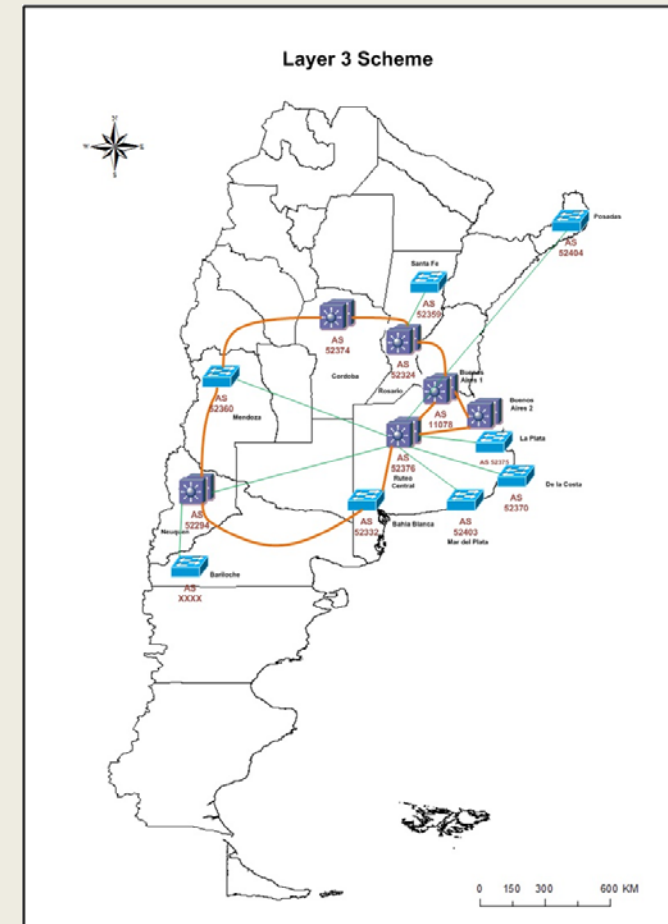 Layer 3 Scheme
N
W
E
S
Posadas
AS
52404
Santa Fe
AS
52359
AS
52374
AS
52324
Cordoba
Rosario
Buenos
Aires 1
AS
11078
Buenos
Aires 2
AS
52360
Mendoza
AS
52376
Ruteo
Central
La Plata
AS 52373
De la Costa
AS
52370
AS
52294
Neuquen
AS
52332
Bahia Blanca
AS
52403
Mar del Plata
Bariloche
AS
XXXX
0 150 300 600 KM